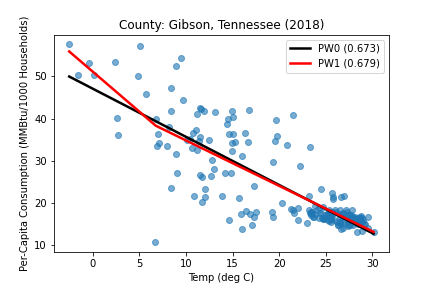 County: Gibson, Tennessee (2018)
PW0 (0.673)
PW1 (0.679)
Per-Capita Consumption (MMBtu/1000 Households)
50
40
30
20
10
0 5 10 15 20 25 30
Temp (deg C)